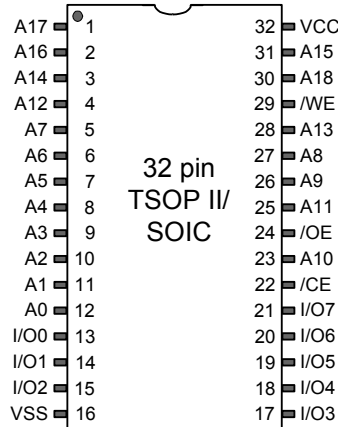 A17 1 32 VCC
A16 2 31 A15
A14 3 30 A18
A12 4 29 /WE
A7 5 28 A13
A6 6 27 A8
A5 7 26 A9
A4 8 25 A11
A3 9 24 /OE
A2 10 23 A10
A1 11 22 /CE
A0 12 21 I/O7
I/O0 13 20 I/O6
I/O1 14 19 I/O5
I/O2 15 18 I/O4
VSS 16 17 I/O3
32 pin
TSOP II/
SOIC